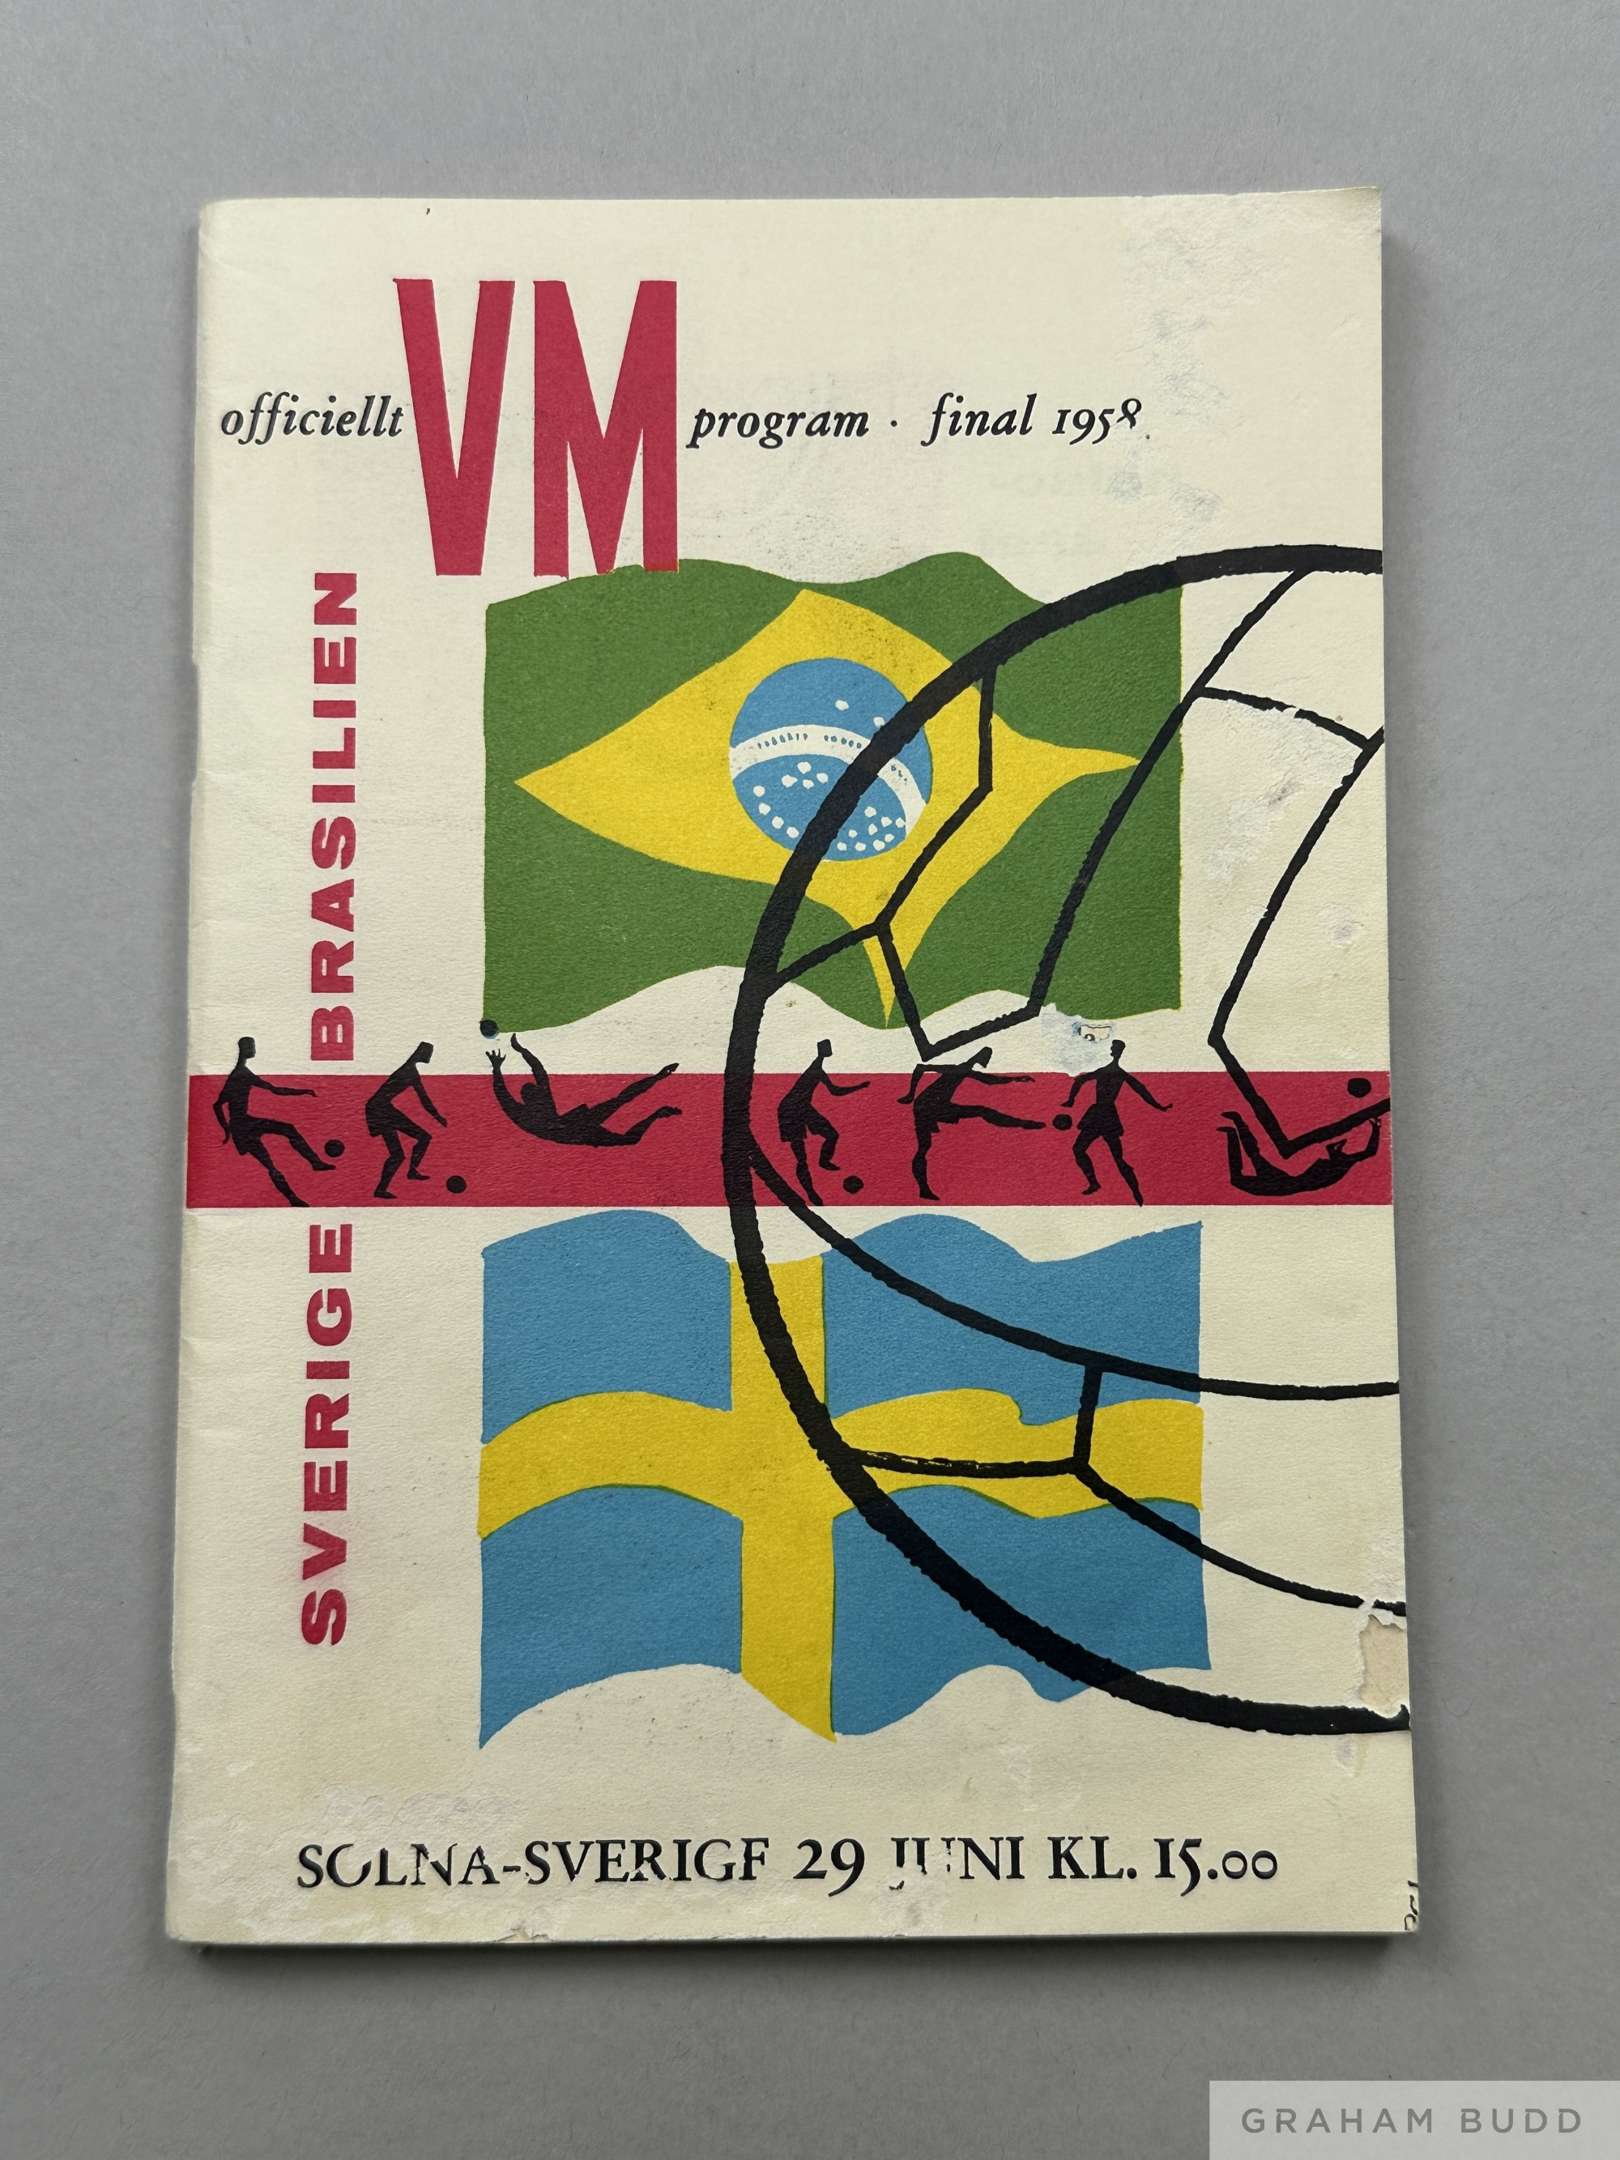 officiellt VM program · final 1958
BRASILIEN
SVERIGE
SOLNA-SVERIGE 29 JUNI KL. 15.00
GRAHAM BUDD